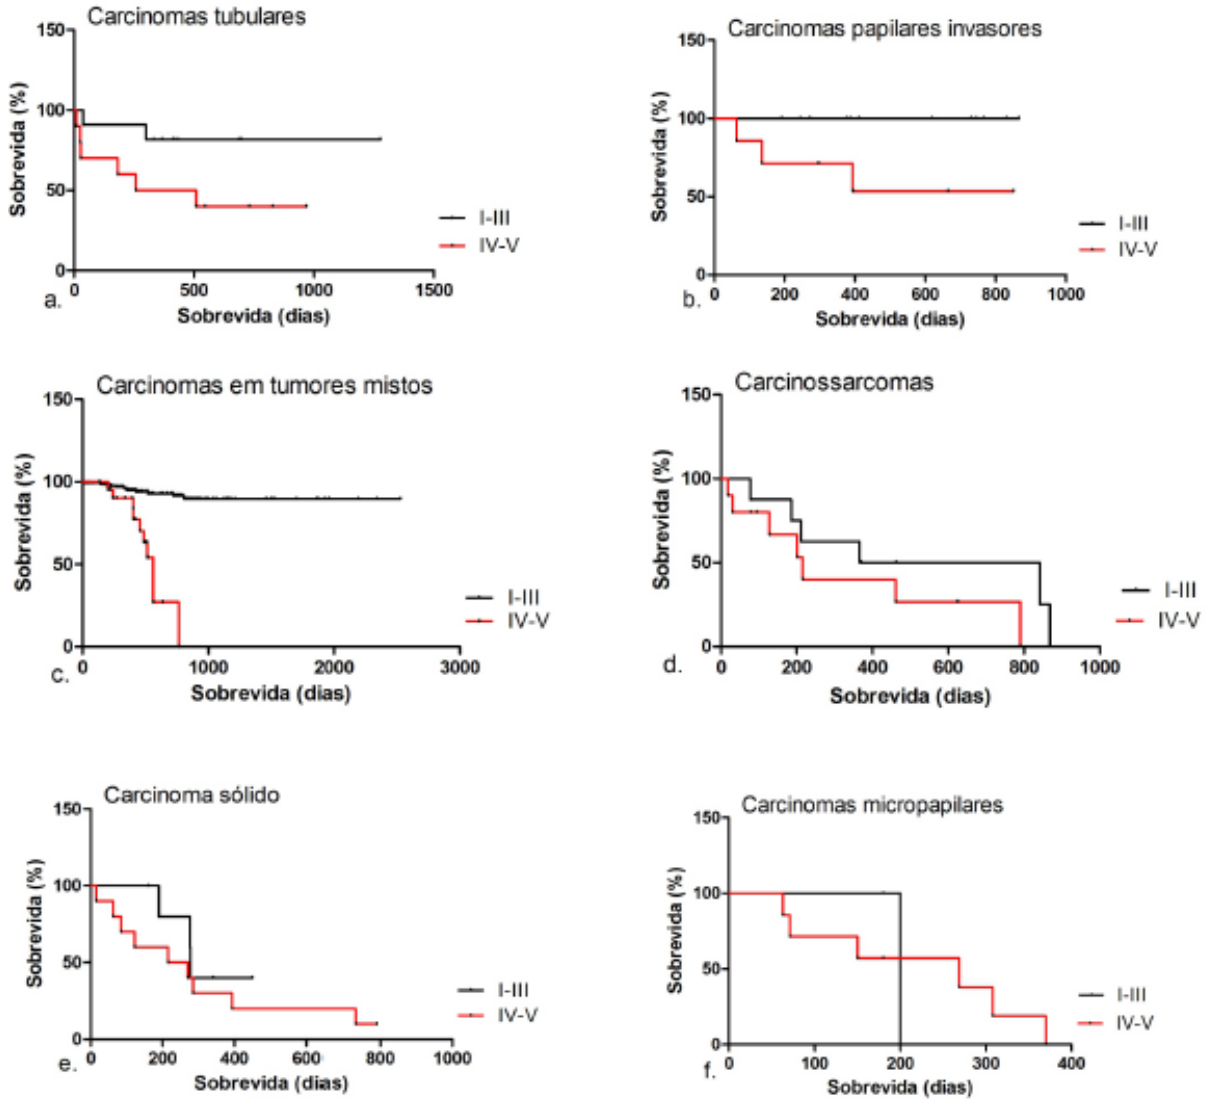 Carcinomas tubulares
150
100
50
0
Sobrevida (%)
0 500 1000 1500
Sobrevida (dias)
I-III
IV-V
a.
Carcinomas papilares invasores
150
100
50
0
Sobrevida (%)
0 200 400 600 800 1000
Sobrevida (dias)
I-III
IV-V
b.
Carcinomas em tumores mistos
150
100
50
0
Sobrevida (%)
0 1000 2000 3000
Sobrevida (dias)
I-III
IV-V
c.
Carcinossarcomas
150
100
50
0
Sobrevida (%)
0 200 400 600 800 1000
Sobrevida (dias)
I-III
IV-V
d.
Carcinoma sólido
150
100
50
0
Sobrevida (%)
0 200 400 600 800 1000
Sobrevida (dias)
I-III
IV-V
e.
Carcinomas micropapilares
150
100
50
0
Sobrevida (%)
0 100 200 300 400
Sobrevida (dias)
I-III
IV-V
f.